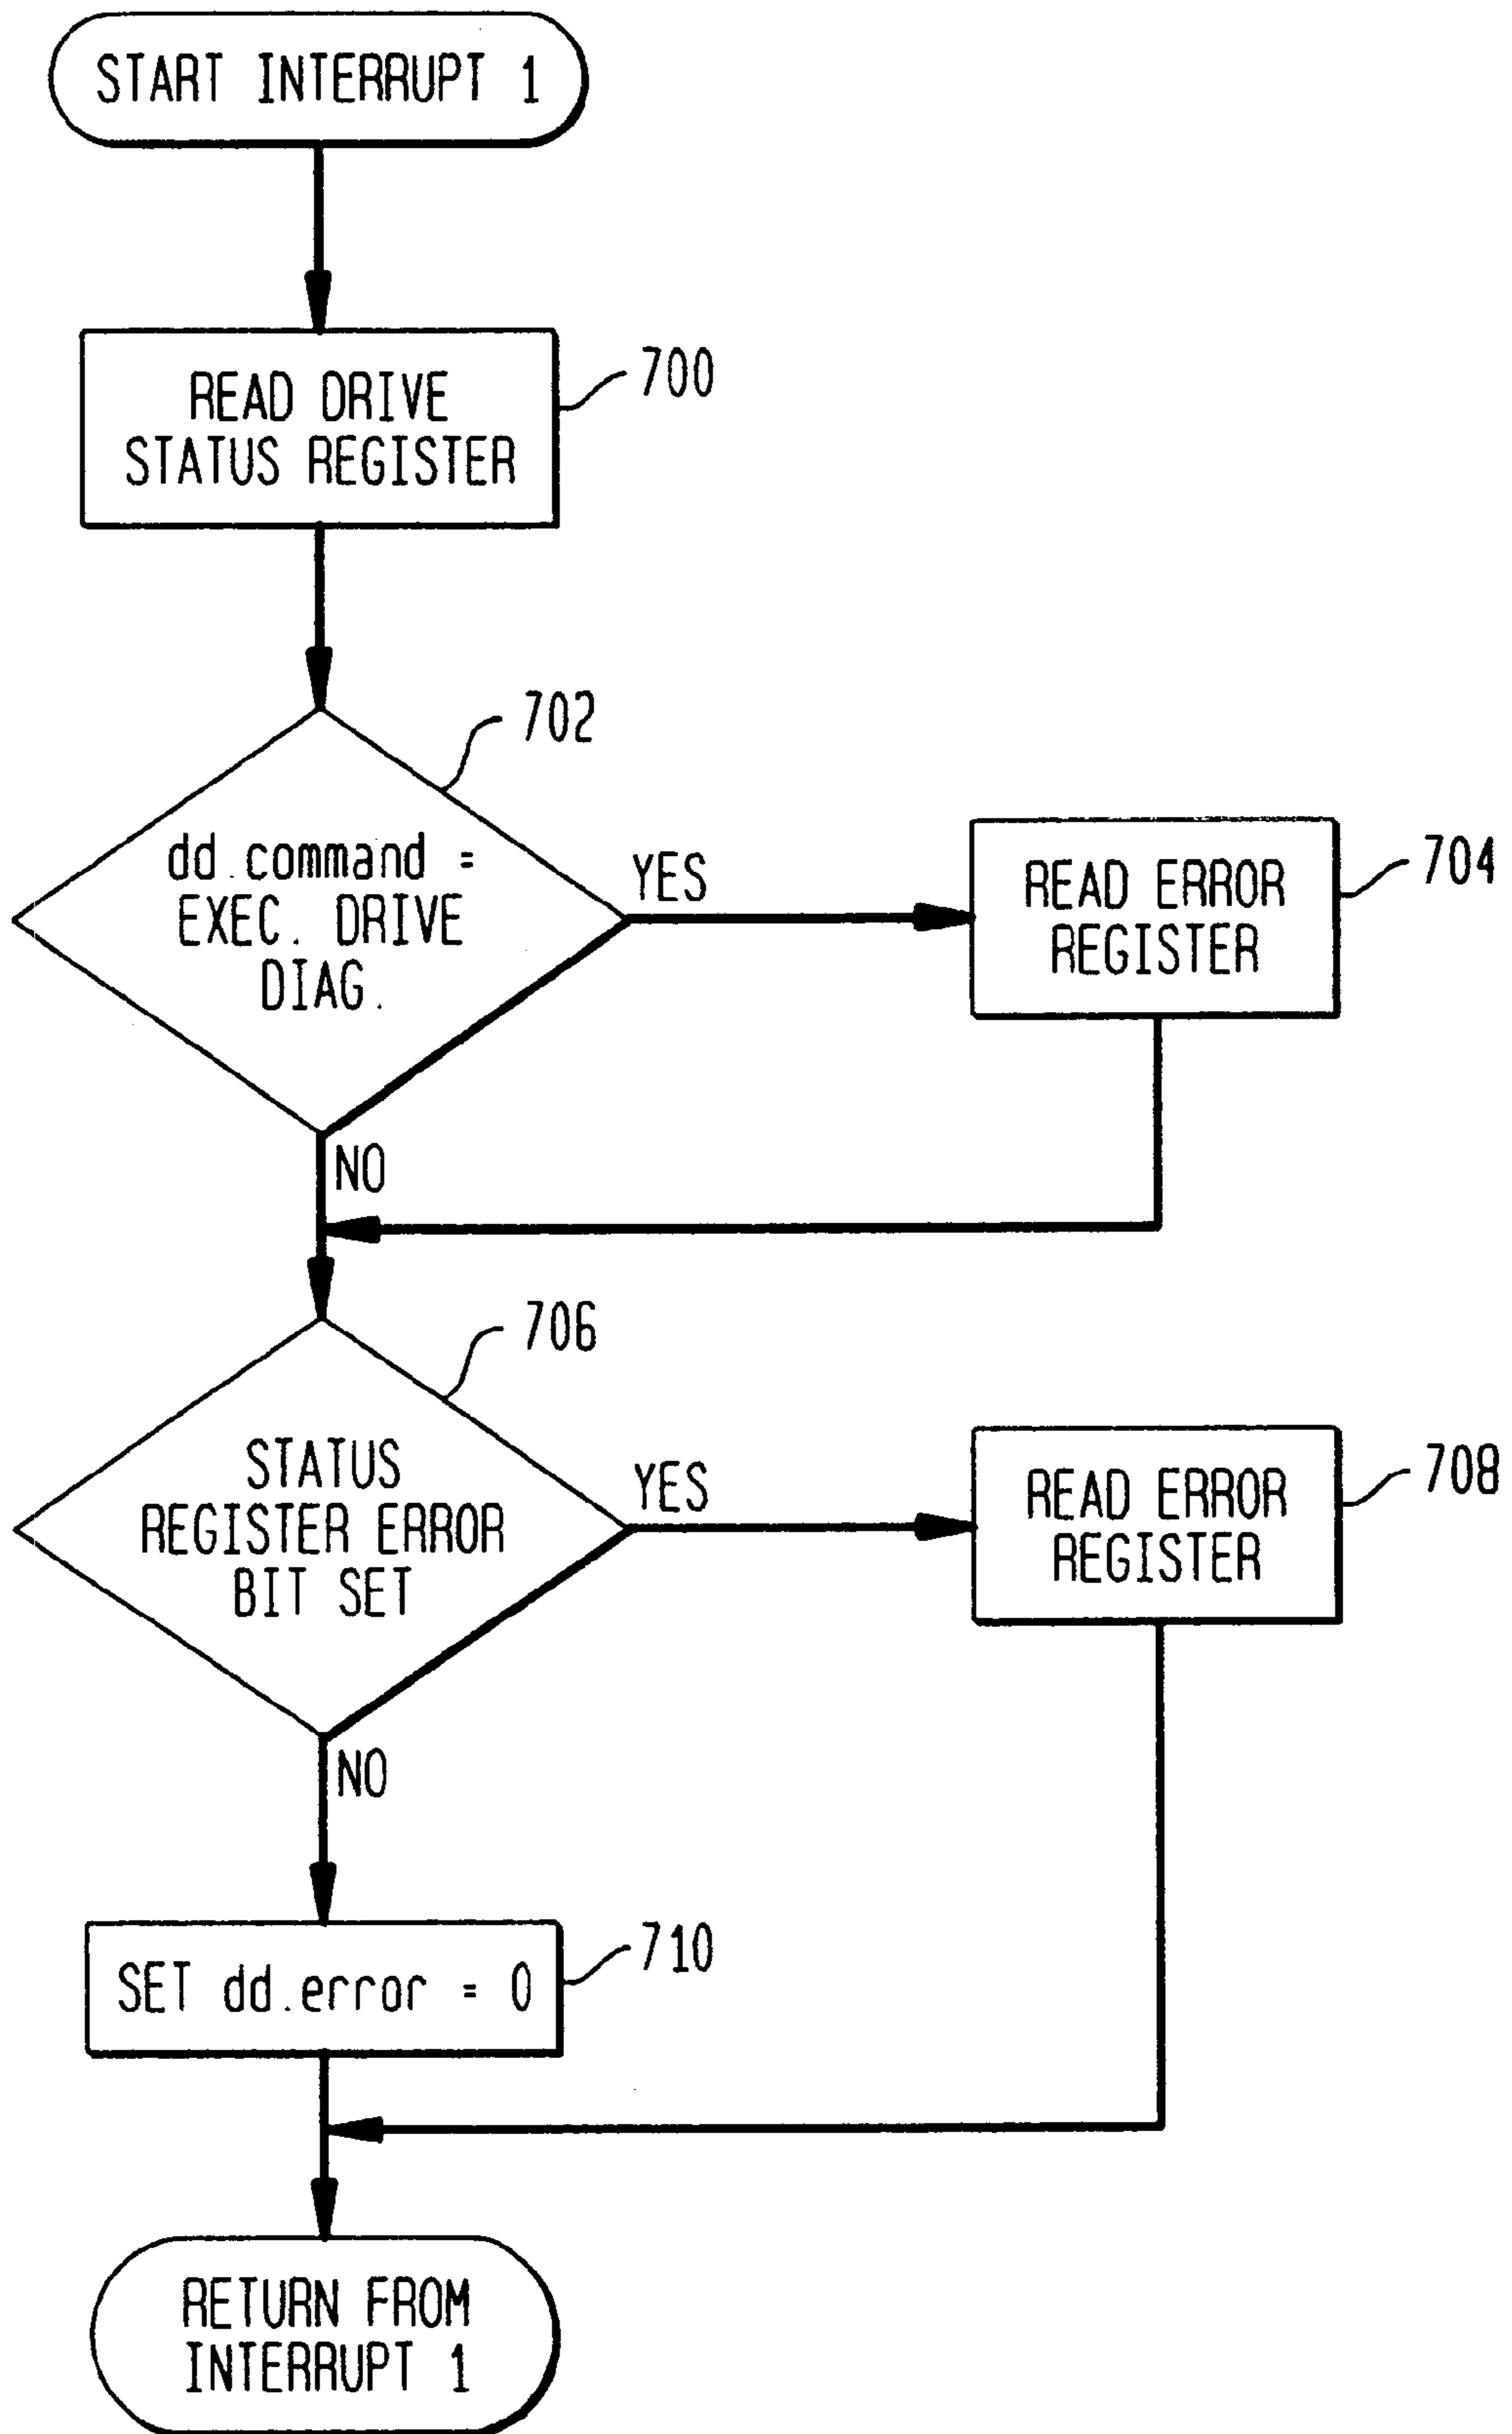 START INTERRUPT 1
READ DRIVE
STATUS REGISTER
700
702
dd.command =
EXEC. DRIVE
DIAG.
YES
READ ERROR
REGISTER
704
NO
706
STATUS
REGISTER ERROR
BIT SET
YES
READ ERROR
REGISTER
708
NO
SET dd.error = 0
710
RETURN FROM
INTERRUPT 1